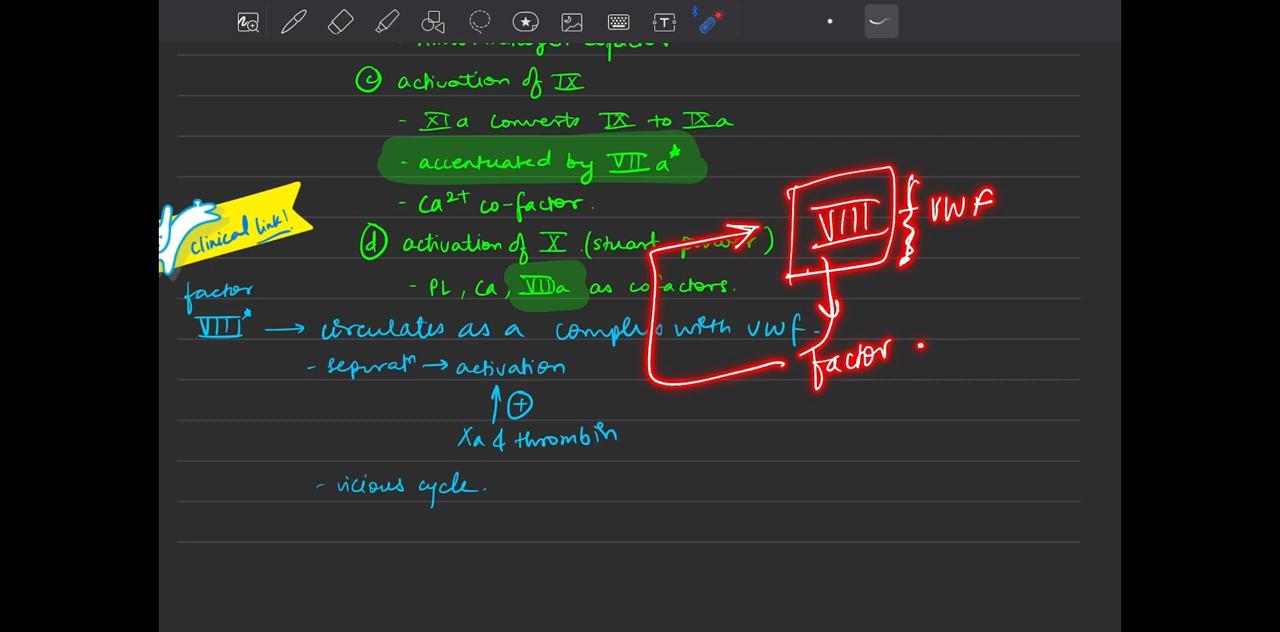 ⓒ activation of IX
- XIa converts IX to IXa
- accentuated by VIIa*
- Ca2+ co-factor.
ⓓ activation of X. (Stuart prower)
- PL, Ca, VIIIa as cofactors.
clinical link!
factor
VIII* → circulates as a complex with vWf.
- separatn → activation
↑ ⊕
Xa & thrombin
- vicious cycle.
VIII
VWF
factor